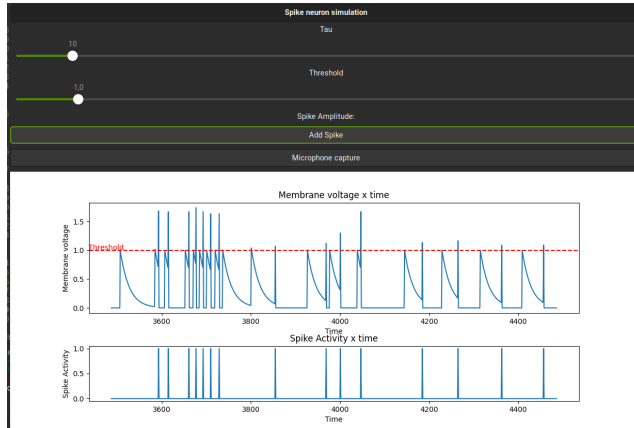 Spike neuron simulation
Tau
10
Threshold
1,0
Spike Amplitude:
Add Spike
Microphone capture
Membrane voltage x time
Membrane voltage
1.5
1.0
0.5
0.0
Threshold
3600 3800 4000 4200 4400
Time
Spike Activity x time
Spike Activity
1.0
0.5
0.0
3600 3800 4000 4200 4400
Time